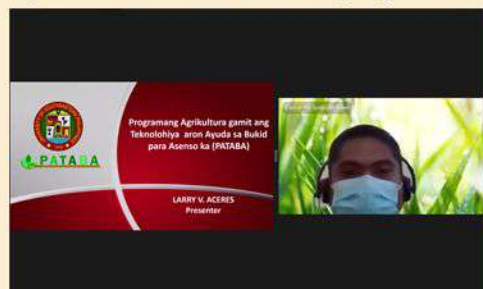 PATABA
Programang Agrikultura gamit ang
Teknolohiya aron Ayuda sa Bukid
para Asenso ka (PATABA)
LARRY V. ACERES
Presenter